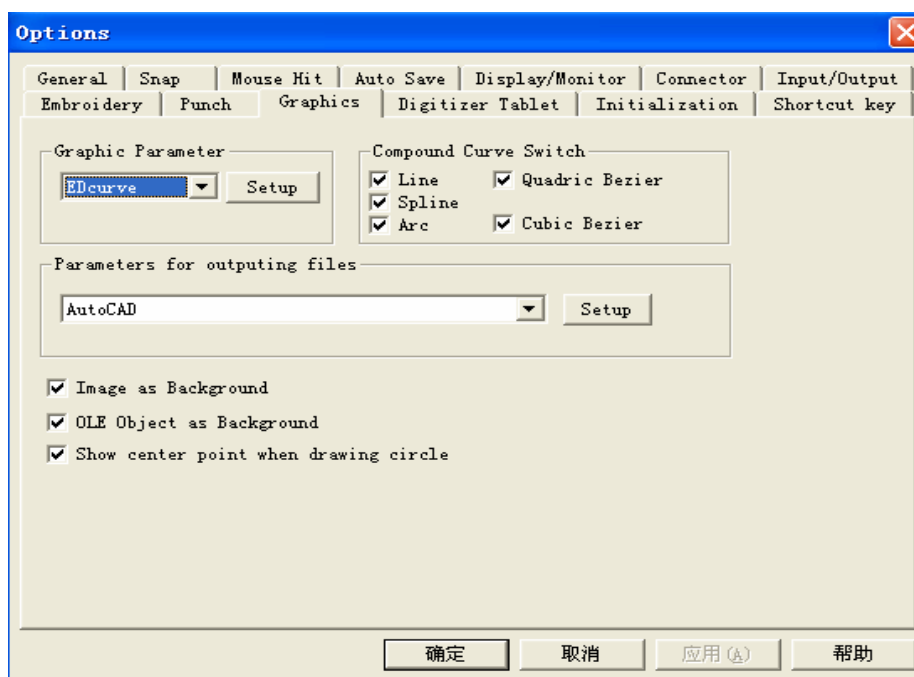 Options
General Snap Mouse Hit Auto Save Display/Monitor Connector Input/Output
Embroidery Punch Graphics Digitizer Tablet Initialization Shortcut key
Graphic Parameter
EDcurve Setup
Compound Curve Switch
Line Quadric Bezier
Spline
Arc Cubic Bezier
Parameters for outputing files
AutoCAD Setup
Image as Background
OLE Object as Background
Show center point when drawing circle
确定 取消 应用(A) 帮助